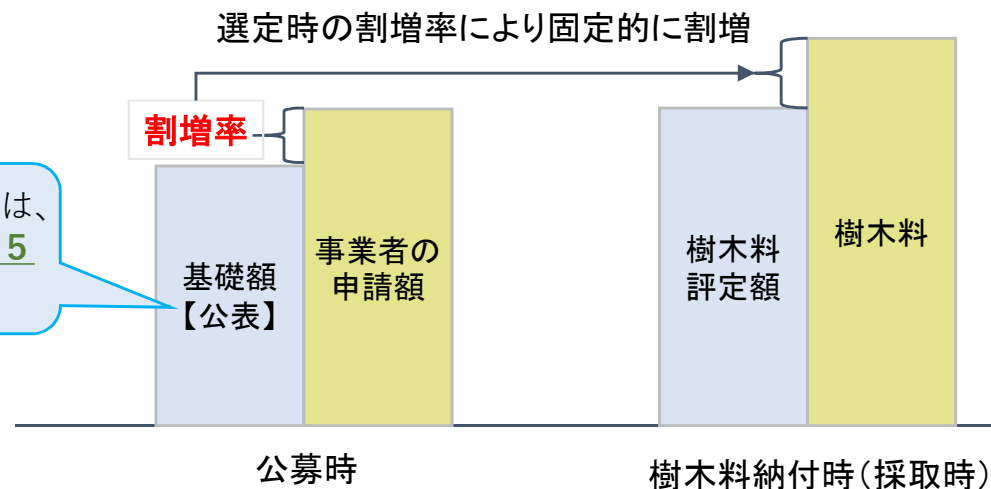 選定時の割増率により固定的に割増
割増率
は、
5
基礎額
【公表】
事業者の
申請額
樹木料
評定額
樹木料
公募時
樹木料納付時（採取時）